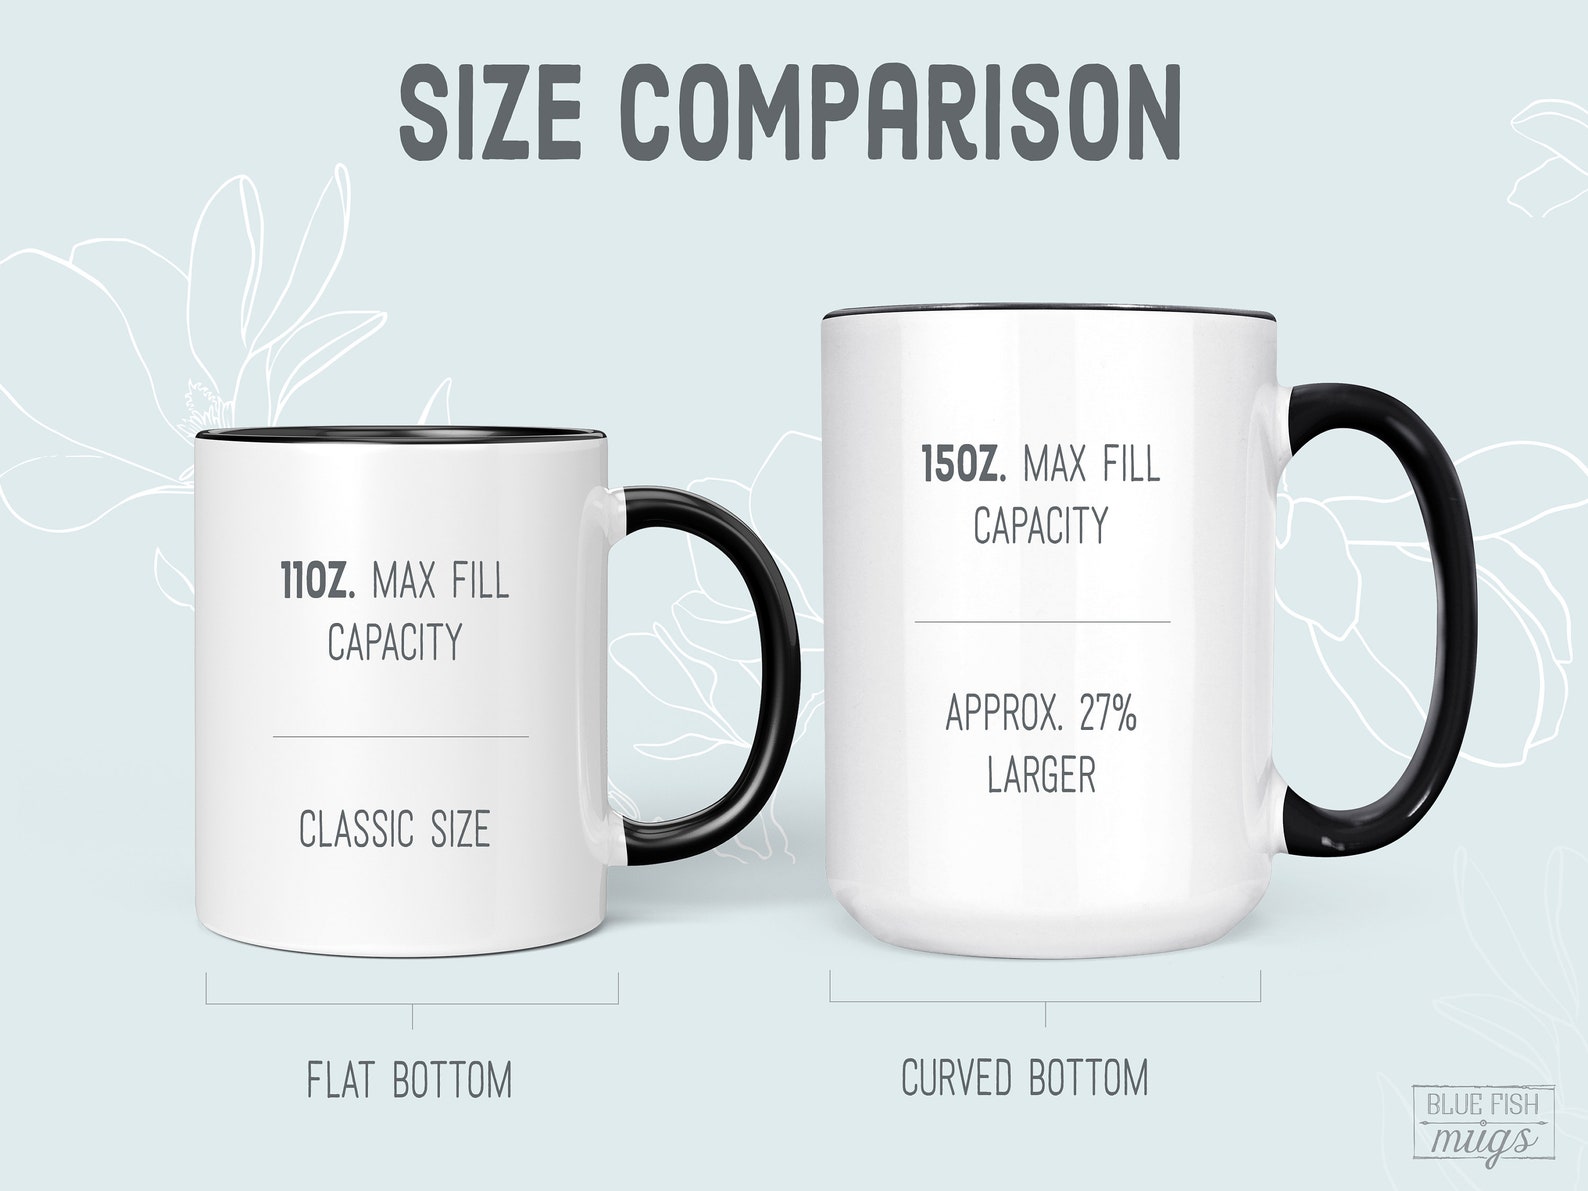 SIZE COMPARISON
11OZ. MAX FILL
CAPACITY
CLASSIC SIZE
FLAT BOTTOM
15OZ. MAX FILL
CAPACITY
APPROX. 27%
LARGER
CURVED BOTTOM
BLUE FISH
mugs